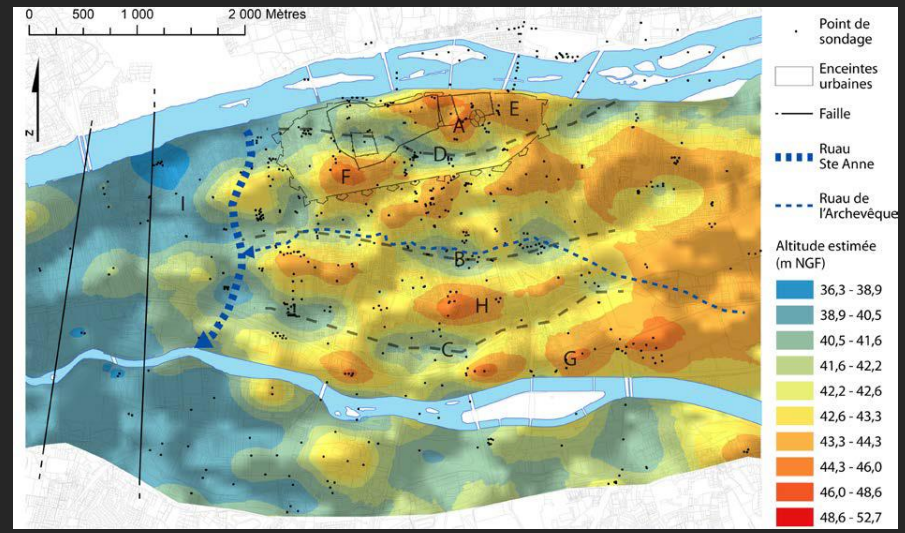 0 500 1 000 2 000 Mètres
N
A
E
D
F
I
B
H
I
C
G
Point de
sondage
Enceintes
urbaines
Faille
Ruau
Ste Anne
Ruau de
l'Archevêque
Altitude estimée
(m NGF)
36,3 - 38,9
38,9 - 40,5
40,5 - 41,6
41,6 - 42,2
42,2 - 42,6
42,6 - 43,3
43,3 - 44,3
44,3 - 46,0
46,0 - 48,6
48,6 - 52,7